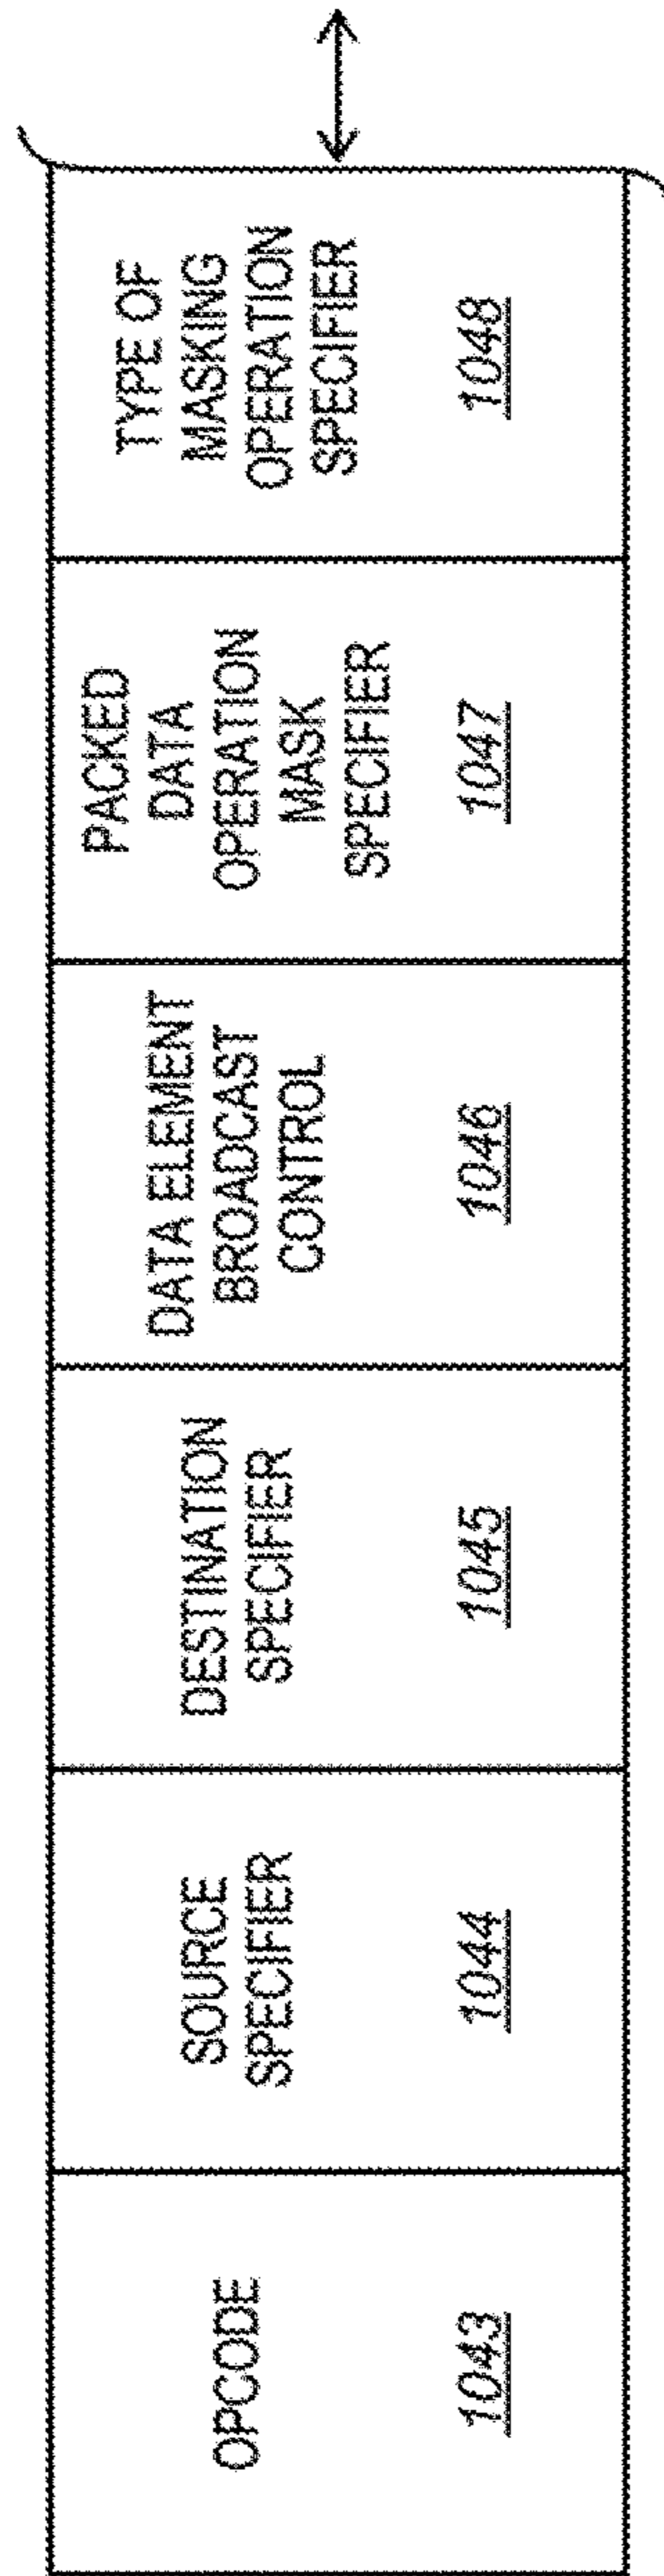 OPCODE
1043
SOURCE
SPECIFIER
1044
DESTINATION
SPECIFIER
1045
DATA ELEMENT
BROADCAST
CONTROL
1046
PACKED
DATA
OPERATION
MASK
SPECIFIER
1047
TYPE OF
MASKING
OPERATION
SPECIFIER
1048